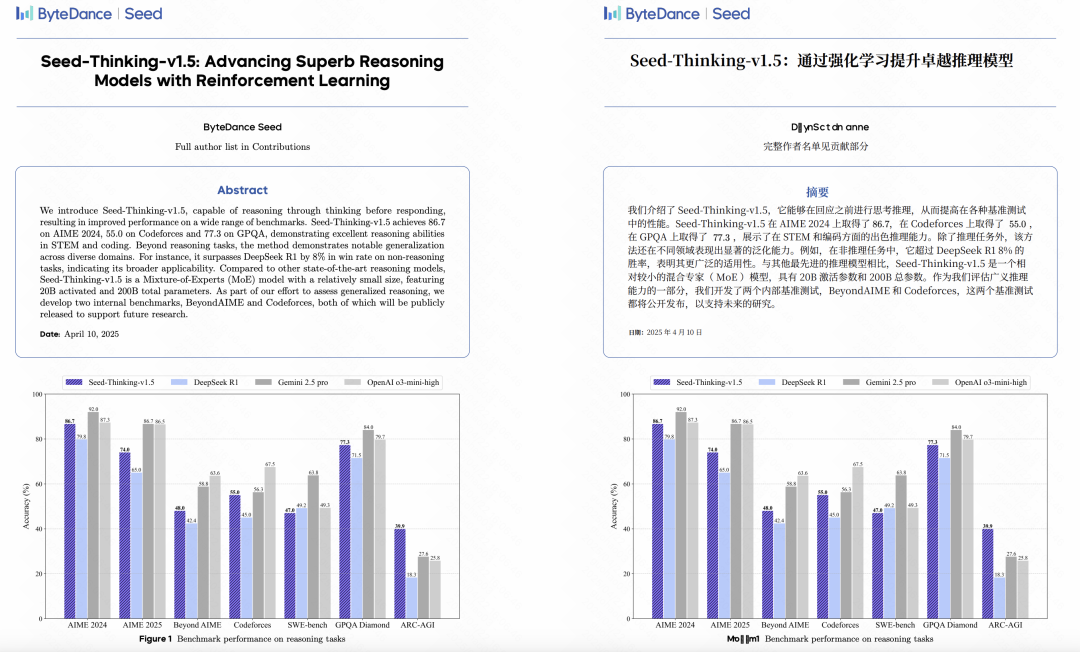 ByteDance | Seed
Seed-Thinking-v1.5: Advancing Superb Reasoning
Models with Reinforcement Learning
ByteDance Seed
Full author list in Contributions
Abstract
We introduce Seed-Thinking-v1.5, capable of reasoning through thinking before responding,
resulting in improved performance on a wide range of benchmarks. Seed-Thinking-v1.5 achieves 86.7
on AIME 2024, 55.0 on Codeforces and 77.3 on GPQA, demonstrating excellent reasoning abilities
in STEM and coding. Beyond reasoning tasks, the method demonstrates notable generalization
across diverse domains. For instance, it surpasses DeepSeek R1 by 8% in win rate on non-reasoning
tasks, indicating its broader applicability. Compared to other state-of-the-art reasoning models,
Seed-Thinking-v1.5 is a Mixture-of-Experts (MoE) model with a relatively small size, featuring
20B activated and 200B total parameters. As part of our effort to assess generalized reasoning, we
develop two internal benchmarks, BeyondAIME and Codeforces, both of which will be publicly
released to support future research.
Date: April 10, 2025
Seed-Thinking-v1.5 DeepSeek R1 Gemini 2.5 pro OpenAI o3-mini-high
Accuracy (%)
100
80
60
40
20
0
86.7 79.8 92.0 87.3
74.0 65.0 86.7 86.5
48.0 42.4 58.8 63.6
55.0 45.0 56.3 67.5
47.0 49.2 63.8 49.3
77.3 71.5 84.0 79.7
39.9 18.3 27.6 25.8
AIME 2024 AIME 2025 Beyond AIME Codeforces SWE-bench GPQA Diamond ARC-AGI
Figure 1 Benchmark performance on reasoning tasks
ByteDance | Seed
Seed-Thinking-v1.5：通过强化学习提升卓越推理模型
完整作者名单见贡献部分
摘要
我们介绍了 Seed-Thinking-v1.5，它能够在回应之前进行思考推理，从而提高在各种基准测试
中的性能。Seed-Thinking-v1.5 在 AIME 2024 上取得了 86.7，在 Codeforces 上取得了 55.0，
在 GPQA 上取得了 77.3，展示了在 STEM 和编码方面的出色推理能力。除了推理任务外，该方
法还在不同领域表现出显著的泛化能力。例如，在非推理任务中，它超过 DeepSeek R1 8% 的
胜率，表明其更广泛的适用性。与其他最先进的推理模型相比，Seed-Thinking-v1.5 是一个相
对较小的混合专家（MoE）模型，具有 20B 激活参数和 200B 总参数。作为我们评估广义推理
能力的一部分，我们开发了两个内部基准测试，BeyondAIME 和 Codeforces，这两个基准测试
都将公开发布，以支持未来的研究。
日期: 2025 年 4 月 10 日
Seed-Thinking-v1.5 DeepSeek R1 Gemini 2.5 pro OpenAI o3-mini-high
Accuracy (%)
100
80
60
40
20
0
86.7 79.8 92.0 87.3
74.0 65.0 86.7 86.5
48.0 42.4 58.8 63.6
55.0 45.0 56.3 67.5
47.0 49.2 63.8 49.3
77.3 71.5 84.0 79.7
39.9 18.3 27.6 25.8
AIME 2024 AIME 2025 Beyond AIME Codeforces SWE-bench GPQA Diamond ARC-AGI
Benchmark performance on reasoning tasks